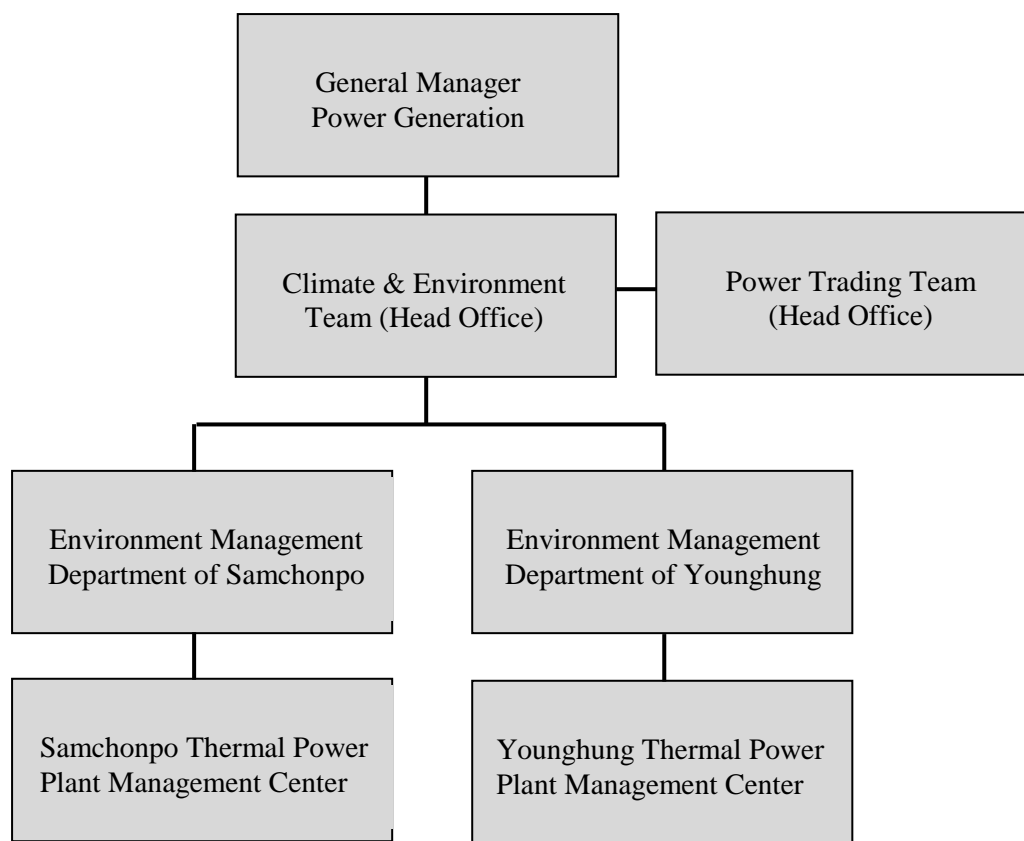 General Manager
Power Generation
Climate & Environment
Team (Head Office)
Power Trading Team
(Head Office)
Environment Management
Department of Samchonpo
Environment Management
Department of Younghung
Samchonpo Thermal Power
Plant Management Center
Younghung Thermal Power
Plant Management Center